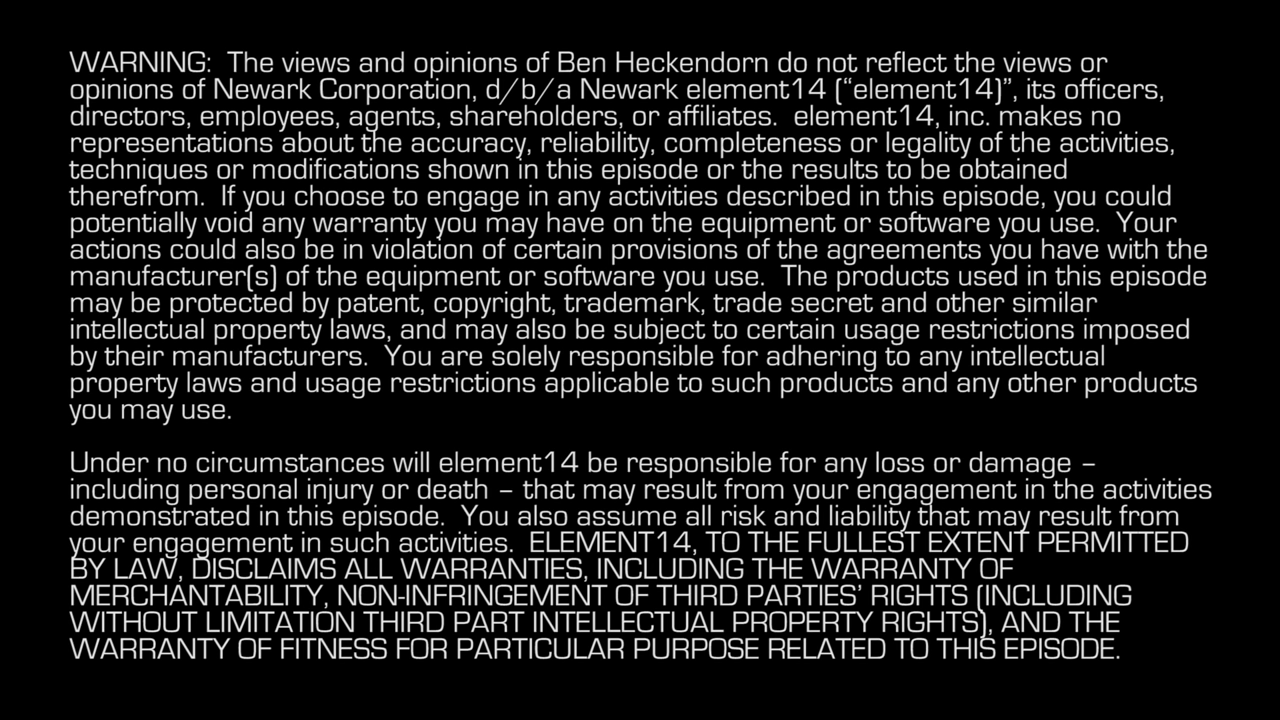 WARNING:  The views and opinions of Ben Heckendorn do not reflect the views or
opinions of Newark Corporation, d/b/a Newark element14 (“element14)”, its officers,
directors, employees, agents, shareholders, or affiliates.  element14, inc. makes no
representations about the accuracy, reliability, completeness or legality of the activities,
techniques or modifications shown in this episode or the results to be obtained
therefrom.  If you choose to engage in any activities described in this episode, you could
potentially void any warranty you may have on the equipment or software you use.  Your
actions could also be in violation of certain provisions of the agreements you have with the
manufacturer(s) of the equipment or software you use.  The products used in this episode
may be protected by patent, copyright, trademark, trade secret and other similar
intellectual property laws, and may also be subject to certain usage restrictions imposed
by their manufacturers.  You are solely responsible for adhering to any intellectual
property laws and usage restrictions applicable to such products and any other products
you may use.
Under no circumstances will element14 be responsible for any loss or damage –
including personal injury or death – that may result from your engagement in the activities
demonstrated in this episode.  You also assume all risk and liability that may result from
your engagement in such activities.  ELEMENT14, TO THE FULLEST EXTENT PERMITTED
BY LAW, DISCLAIMS ALL WARRANTIES, INCLUDING THE WARRANTY OF
MERCHANTABILITY, NON-INFRINGEMENT OF THIRD PARTIES’ RIGHTS (INCLUDING
WITHOUT LIMITATION THIRD PART INTELLECTUAL PROPERTY RIGHTS), AND THE
WARRANTY OF FITNESS FOR PARTICULAR PURPOSE RELATED TO THIS EPISODE.